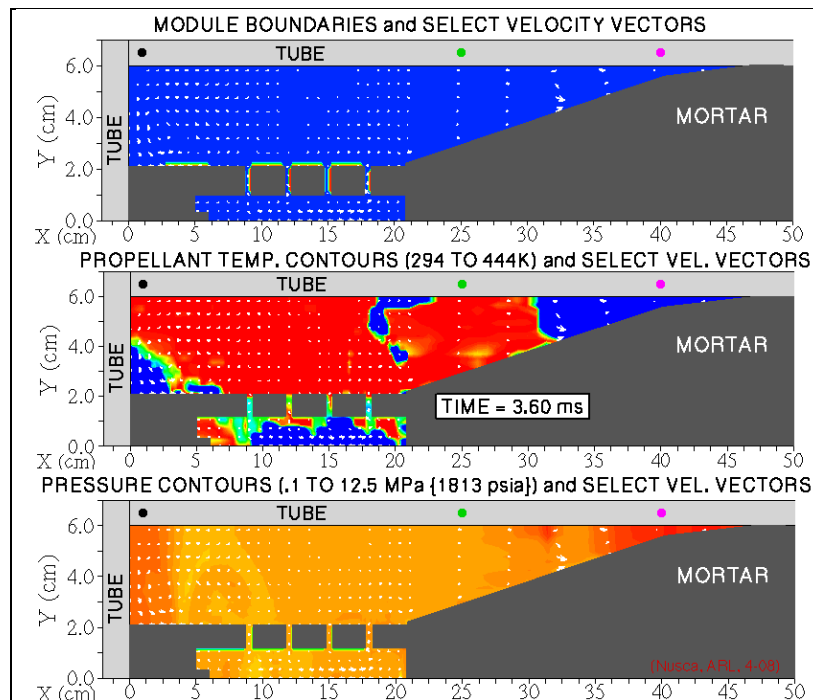 MODULE BOUNDARIES and SELECT VELOCITY VECTORS
TUBE
6.0
4.0
2.0
0.0
Y (cm)
TUBE
MORTAR
X (cm) 0 5 10 15 20 25 30 35 40 45 50
PROPELLANT TEMP. CONTOURS (294 TO 444K) and SELECT VEL. VECTORS
TUBE
6.0
4.0
2.0
0.0
Y (cm)
TUBE
MORTAR
TIME = 3.60 ms
X (cm) 0 5 10 15 20 25 30 35 40 45 50
PRESSURE CONTOURS (.1 TO 12.5 MPa {1813 psia}) and SELECT VEL. VECTORS
TUBE
6.0
4.0
2.0
0.0
Y (cm)
TUBE
MORTAR
(Nusca, ARL, 4-08)
X (cm) 0 5 10 15 20 25 30 35 40 45 50